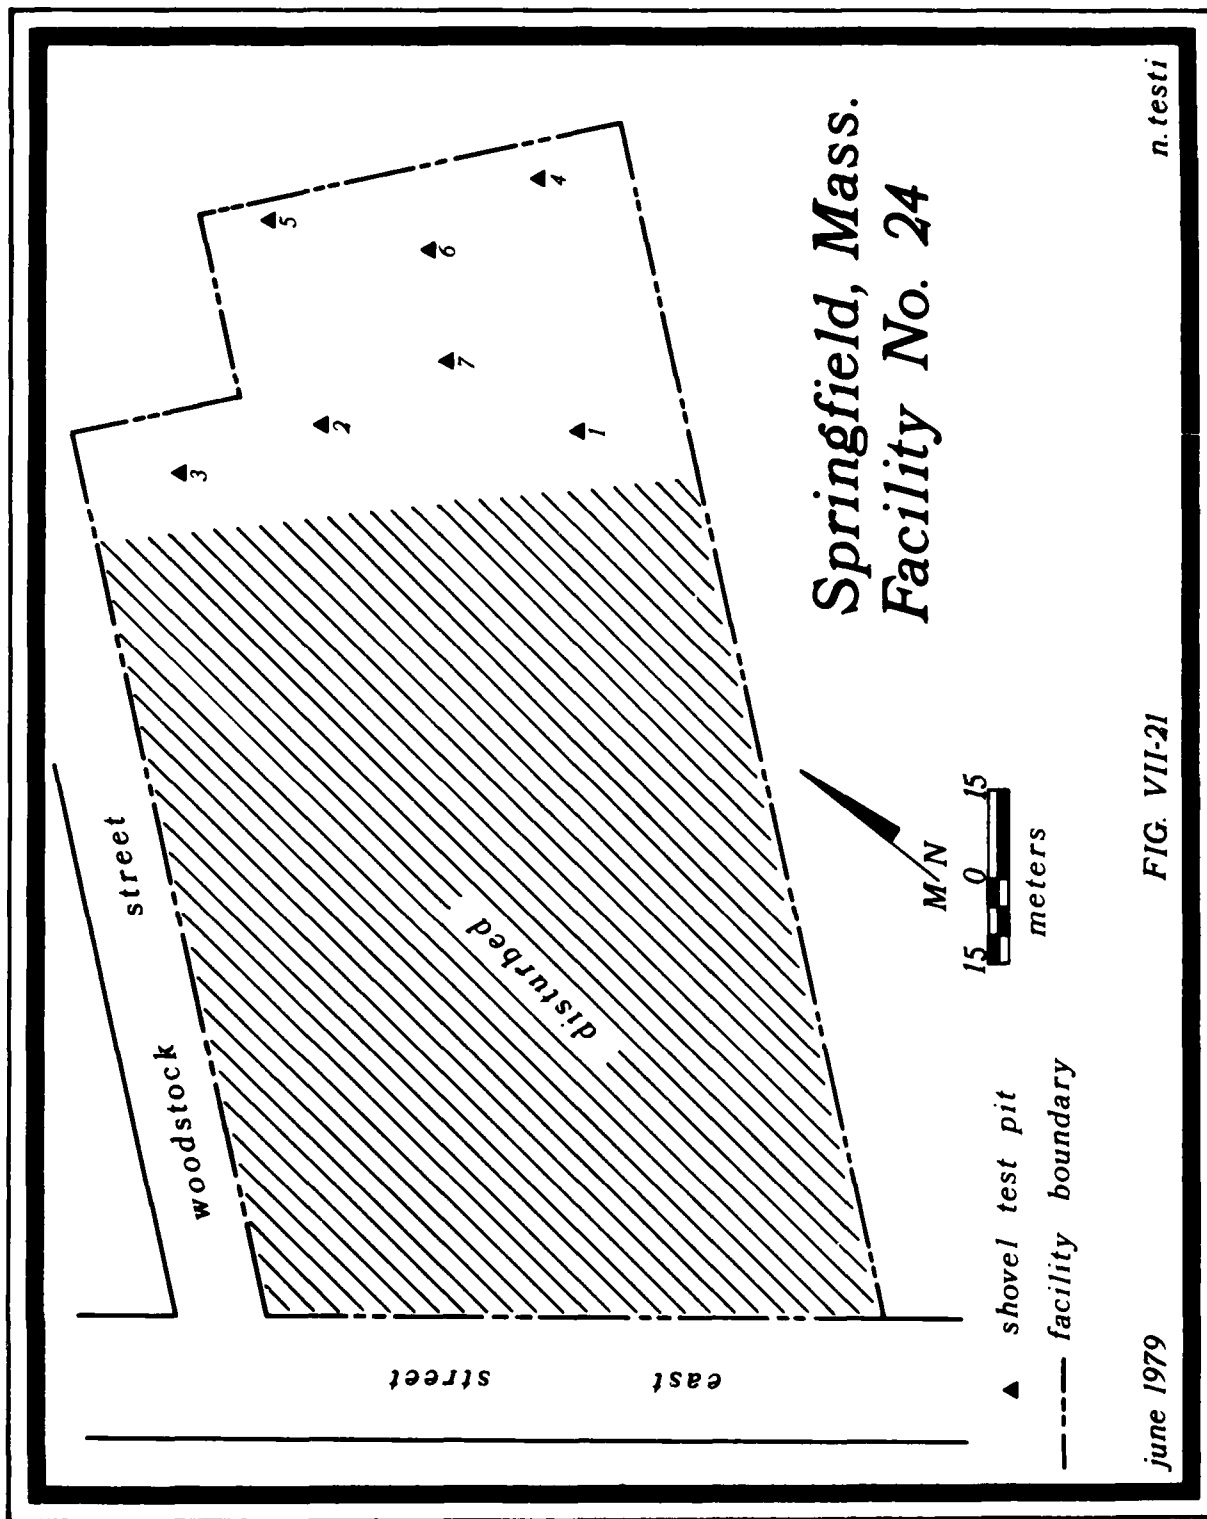 woodstock street
east street
disturbed
5
4
6
7
2
3
1
Springfield, Mass.
Facility No. 24
M/N
15 0 15
meters
shovel test pit
facility boundary
june 1979
FIG. VII-21
n.testi